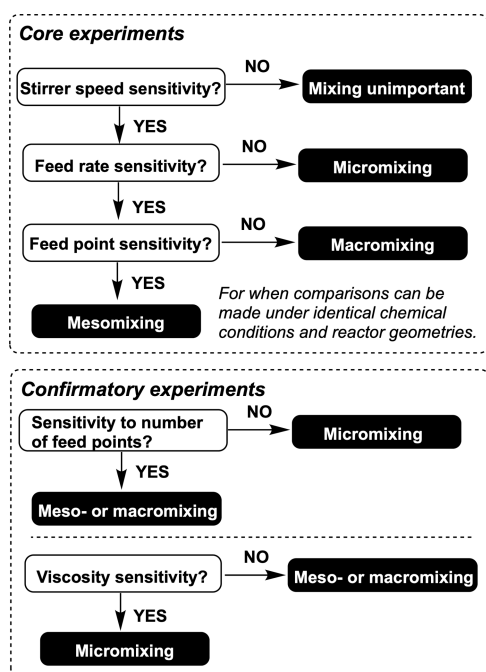 Core experiments
Stirrer speed sensitivity?
NO
Mixing unimportant
YES
Feed rate sensitivity?
NO
Micromixing
YES
Feed point sensitivity?
NO
Macromixing
YES
Mesomixing
For when comparisons can be
made under identical chemical
conditions and reactor geometries.
Confirmatory experiments
Sensitivity to number
of feed points?
NO
Micromixing
YES
Meso- or macromixing
Viscosity sensitivity?
NO
Meso- or macromixing
YES
Micromixing